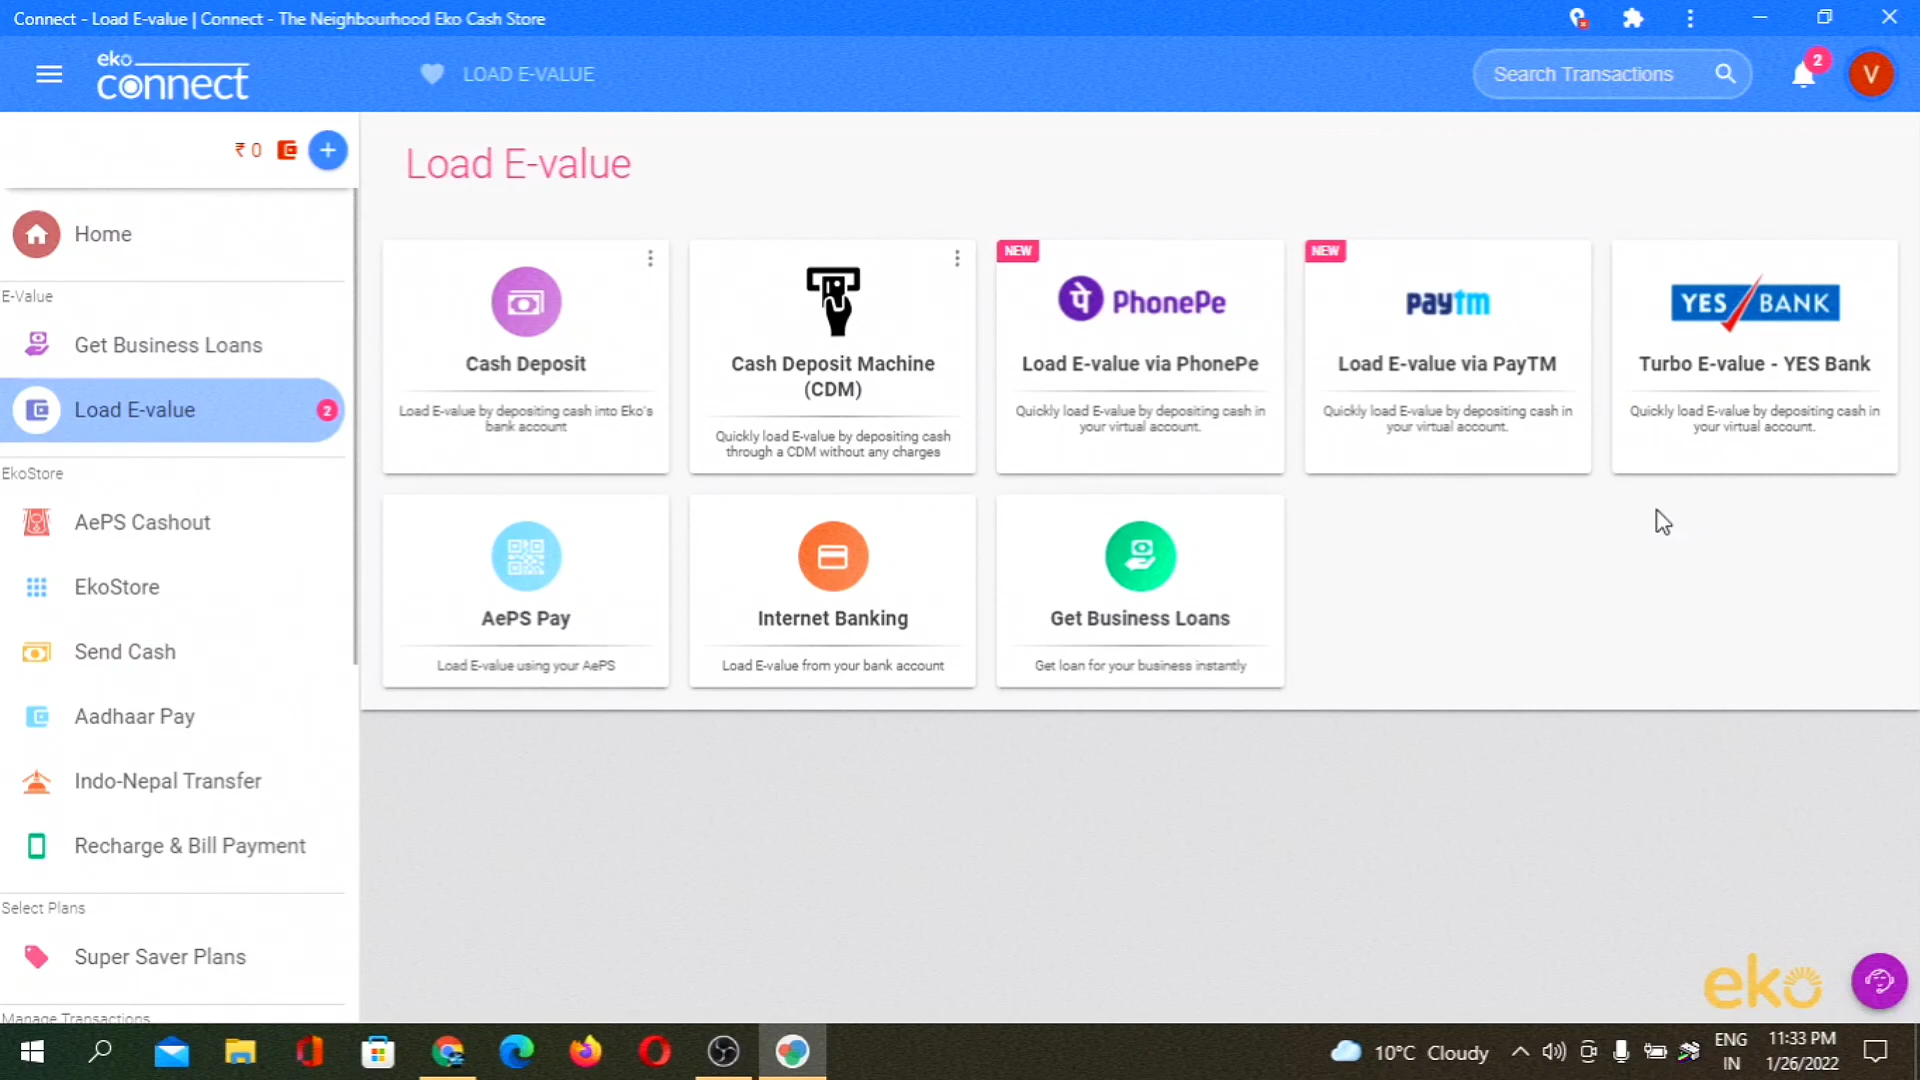 Connect - Load E-value | Connect - The Neighbourhood Eko Cash Store
eko
connect
LOAD E-VALUE
Search Transactions
2
V
₹ 0
Load E-value
Home
E-Value
Get Business Loans
Load E-value
2
EkoStore
AePS Cashout
EkoStore
Send Cash
Aadhaar Pay
Indo-Nepal Transfer
Recharge & Bill Payment
Select Plans
Super Saver Plans
Manage Transactions
Cash Deposit
Load E-value by depositing cash into Eko's
bank account
Cash Deposit Machine
(CDM)
Quickly load E-value by depositing cash
through a CDM without any charges
NEW
पे PhonePe
Load E-value via PhonePe
Quickly load E-value by depositing cash in
your virtual account.
NEW
paytm
Load E-value via PayTM
Quickly load E-value by depositing cash in
your virtual account.
YES BANK
Turbo E-value - YES Bank
Quickly load E-value by depositing cash in
your virtual account.
AePS Pay
Load E-value using your AePS
Internet Banking
Load E-value from your bank account
Get Business Loans
Get loan for your business instantly
eko
10°C Cloudy
ENG
IN
11:33 PM
1/26/2022